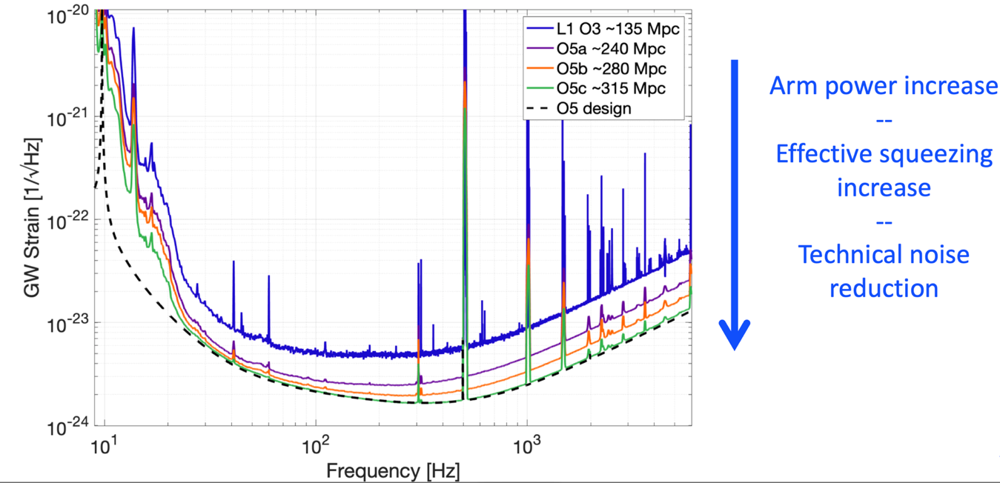 10⁻²⁰
10⁻²¹
10⁻²²
10⁻²³
10⁻²⁴
GW Strain [1/√Hz]
10¹
10²
10³
Frequency [Hz]
L1 O3 ~135 Mpc
O5a ~240 Mpc
O5b ~280 Mpc
O5c ~315 Mpc
O5 design
Arm power increase
--
Effective squeezing
increase
--
Technical noise
reduction